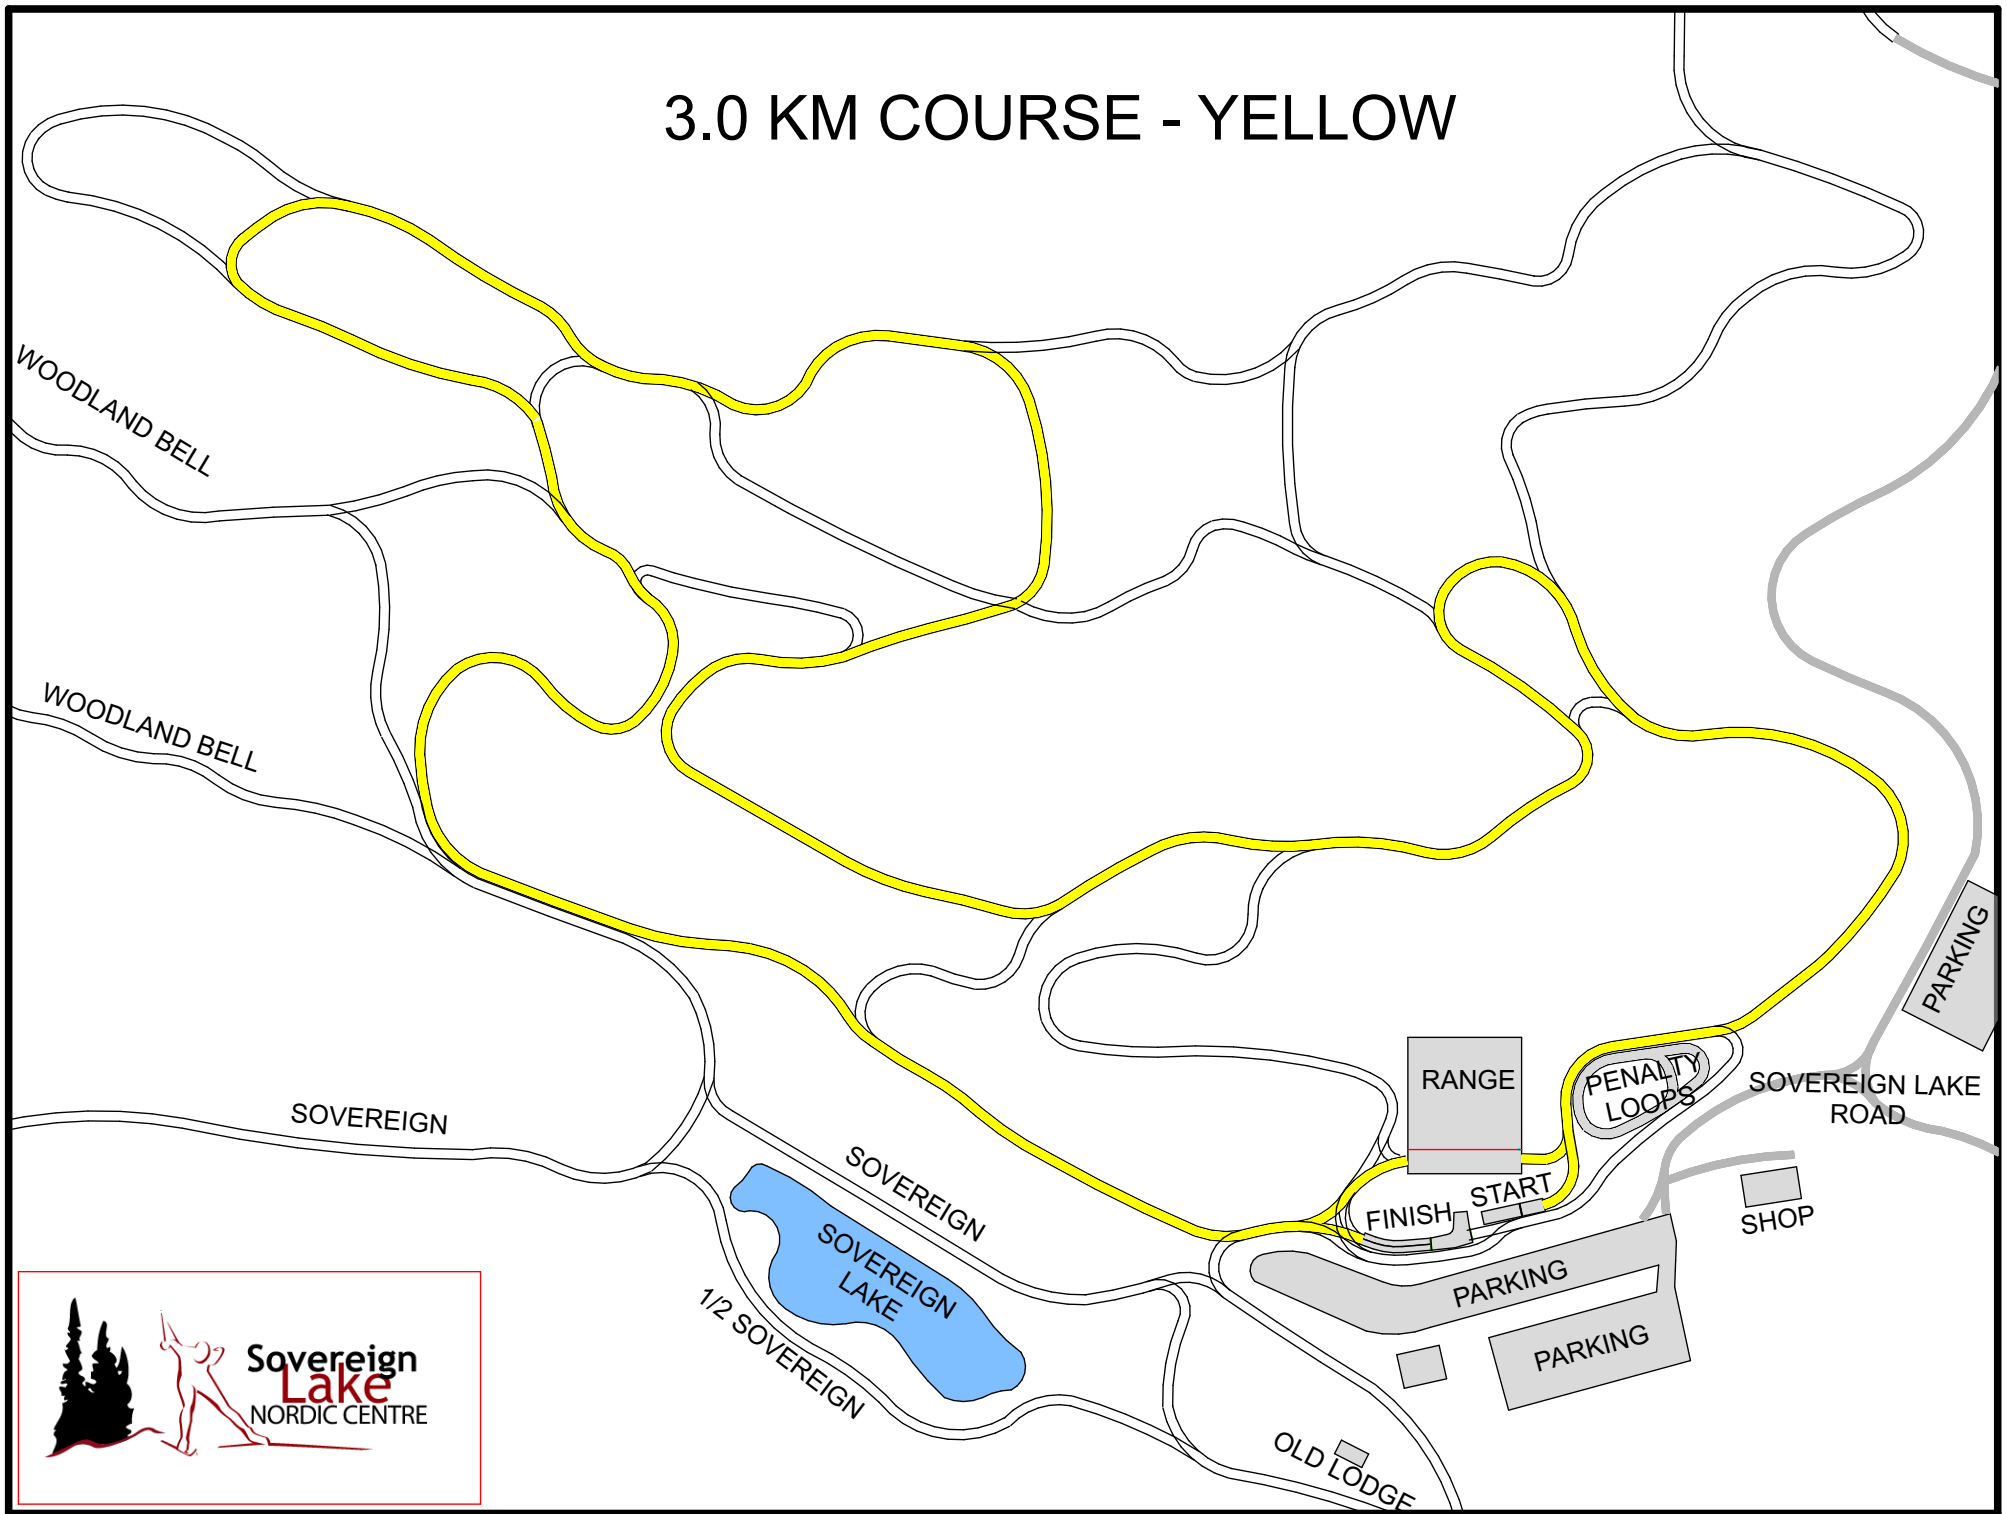 3.0 KM COURSE - YELLOW
WOODLAND BELL
WOODLAND BELL
PARKING
RANGE
PENALTY
LOOPS
SOVEREIGN LAKE
ROAD
SOVEREIGN
SOVEREIGN
START
FINISH
SHOP
SOVEREIGN
LAKE
PARKING
1/2 SOVEREIGN
PARKING
Sovereign
Lake
NORDIC CENTRE
OLD LODGE